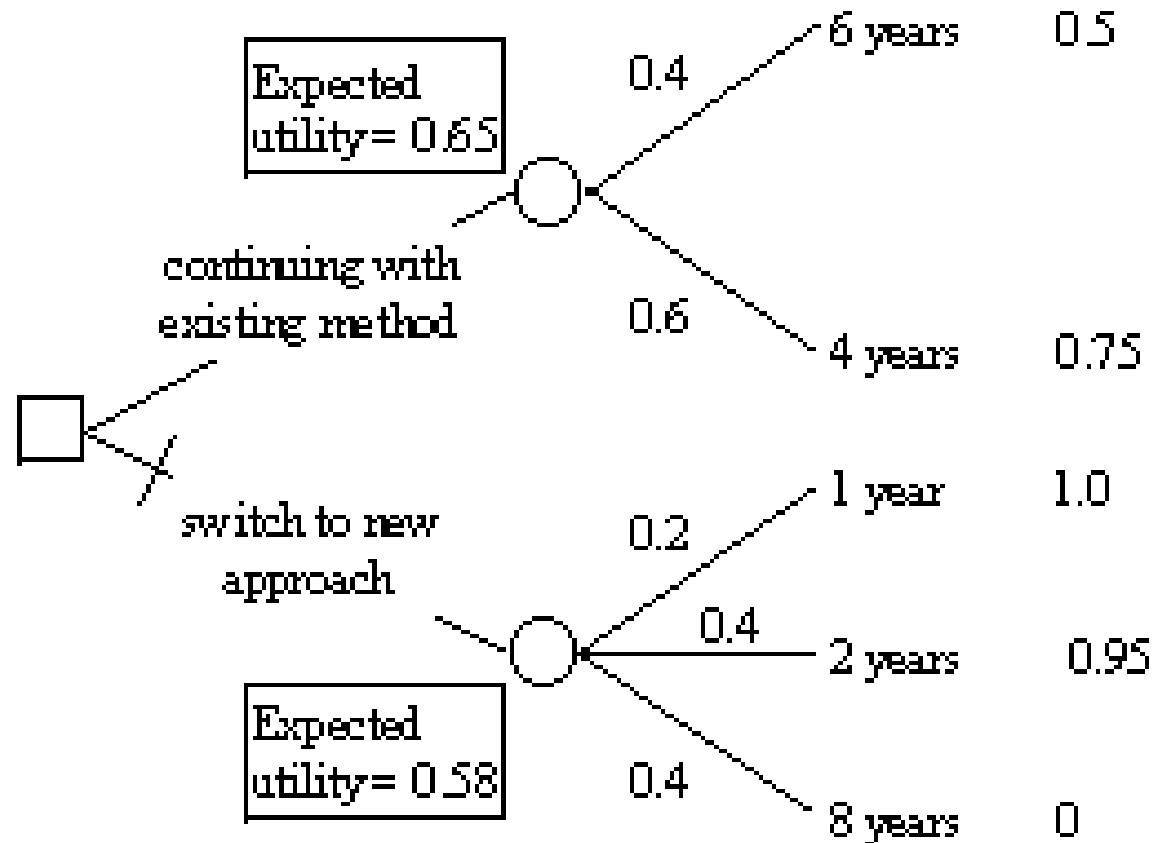 6 years 0.5
0.4
Expected
utility= 0.65
continuing with
existing method
0.6
4 years 0.75
1 year 1.0
switch to new
approach
0.2
0.4
2 years 0.95
Expected
utility= 0.58
0.4
8 years 0